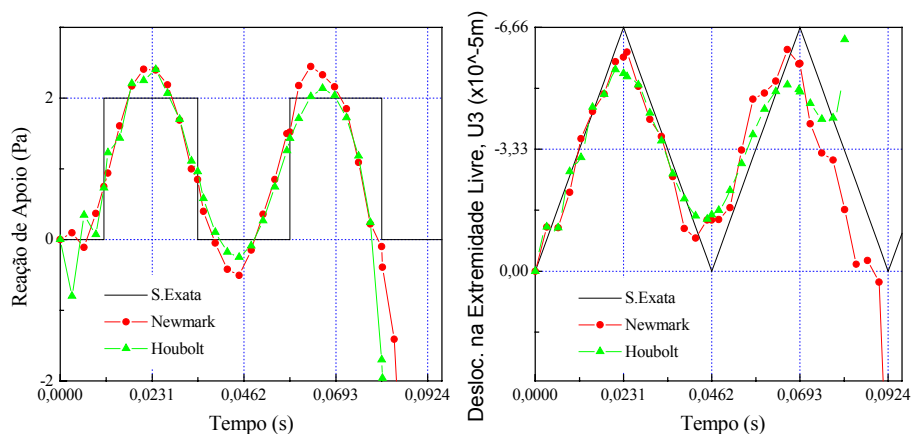 Reação de Apoio (Pa)
2
0
-2
S.Exata
Newmark
Houbolt
0,0000 0,0231 0,0462 0,0693 0,0924
Tempo (s)
Desloc. na Extremidade Livre, U3 (x10^-5m)
-6,66
-3,33
0,00
S.Exata
Newmark
Houbolt
0,0000 0,0231 0,0462 0,0693 0,0924
Tempo (s)